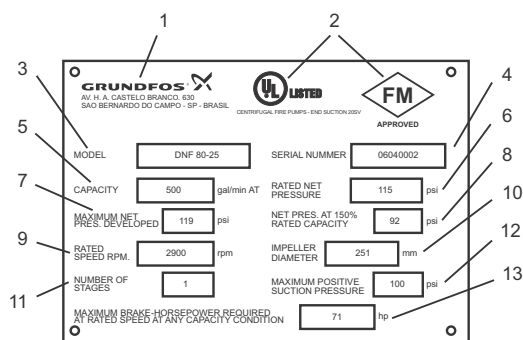 1
2
3
4
5
6
7
8
9
10
11
12
13
GRUNDFOS
AV. H. A. CASTELO BRANCO. 630
SAO BERNARDO DO CAMPO - SP - BRASIL
UL LISTED
CENTRIFUGAL FIRE PUMPS - END SUCTION 20SV
FM
APPROVED
MODEL DNF 80-25
SERIAL NUMMER 06040002
CAPACITY 500 gal/min AT
RATED NET
PRESSURE 115 psi
MAXIMUM NET
PRES. DEVELOPED 119 psi
NET PRES. AT 150%
RATED CAPACITY 92 psi
RATED
SPEED RPM. 2900 rpm
IMPELLER
DIAMETER 251 mm
NUMBER OF
STAGES 1
MAXIMUM POSITIVE
SUCTION PRESSURE 100 psi
MAXIMUM BRAKE-HORSEPOWER REQUIRED
AT RATED SPEED AT ANY CAPACITY CONDITION 71 hp